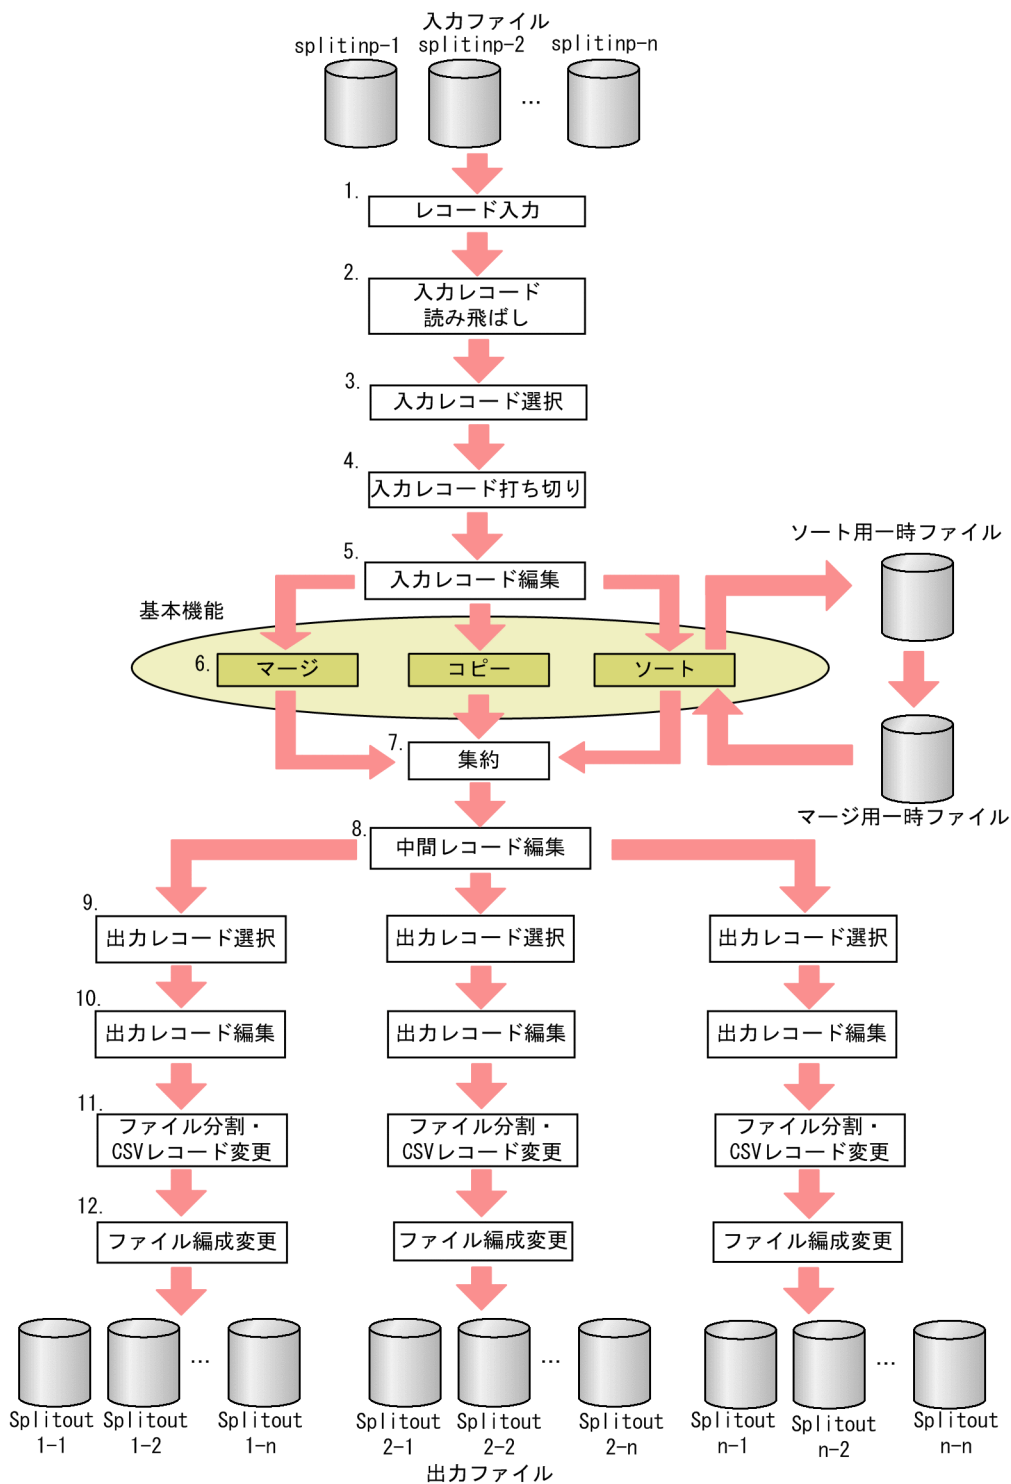 入力ファイル
splitinp-1 splitinp-2 splitinp-n
…
1. レコード入力
2. 入力レコード
読み飛ばし
3. 入力レコード選択
4. 入力レコード打ち切り
ソート用一時ファイル
5. 入力レコード編集
基本機能
6. マージ コピー ソート
7. 集約
マージ用一時ファイル
8. 中間レコード編集
9. 出力レコード選択 出力レコード選択 出力レコード選択
10. 出力レコード編集 出力レコード編集 出力レコード編集
11. ファイル分割・ ファイル分割・ ファイル分割・
CSVレコード変更 CSVレコード変更 CSVレコード変更
12. ファイル編成変更 ファイル編成変更 ファイル編成変更
… … …
Splitout Splitout Splitout Splitout Splitout Splitout Splitout Splitout Splitout
1-1 1-2 1-n 2-1 2-2 2-n n-1 n-2 n-n
出力ファイル